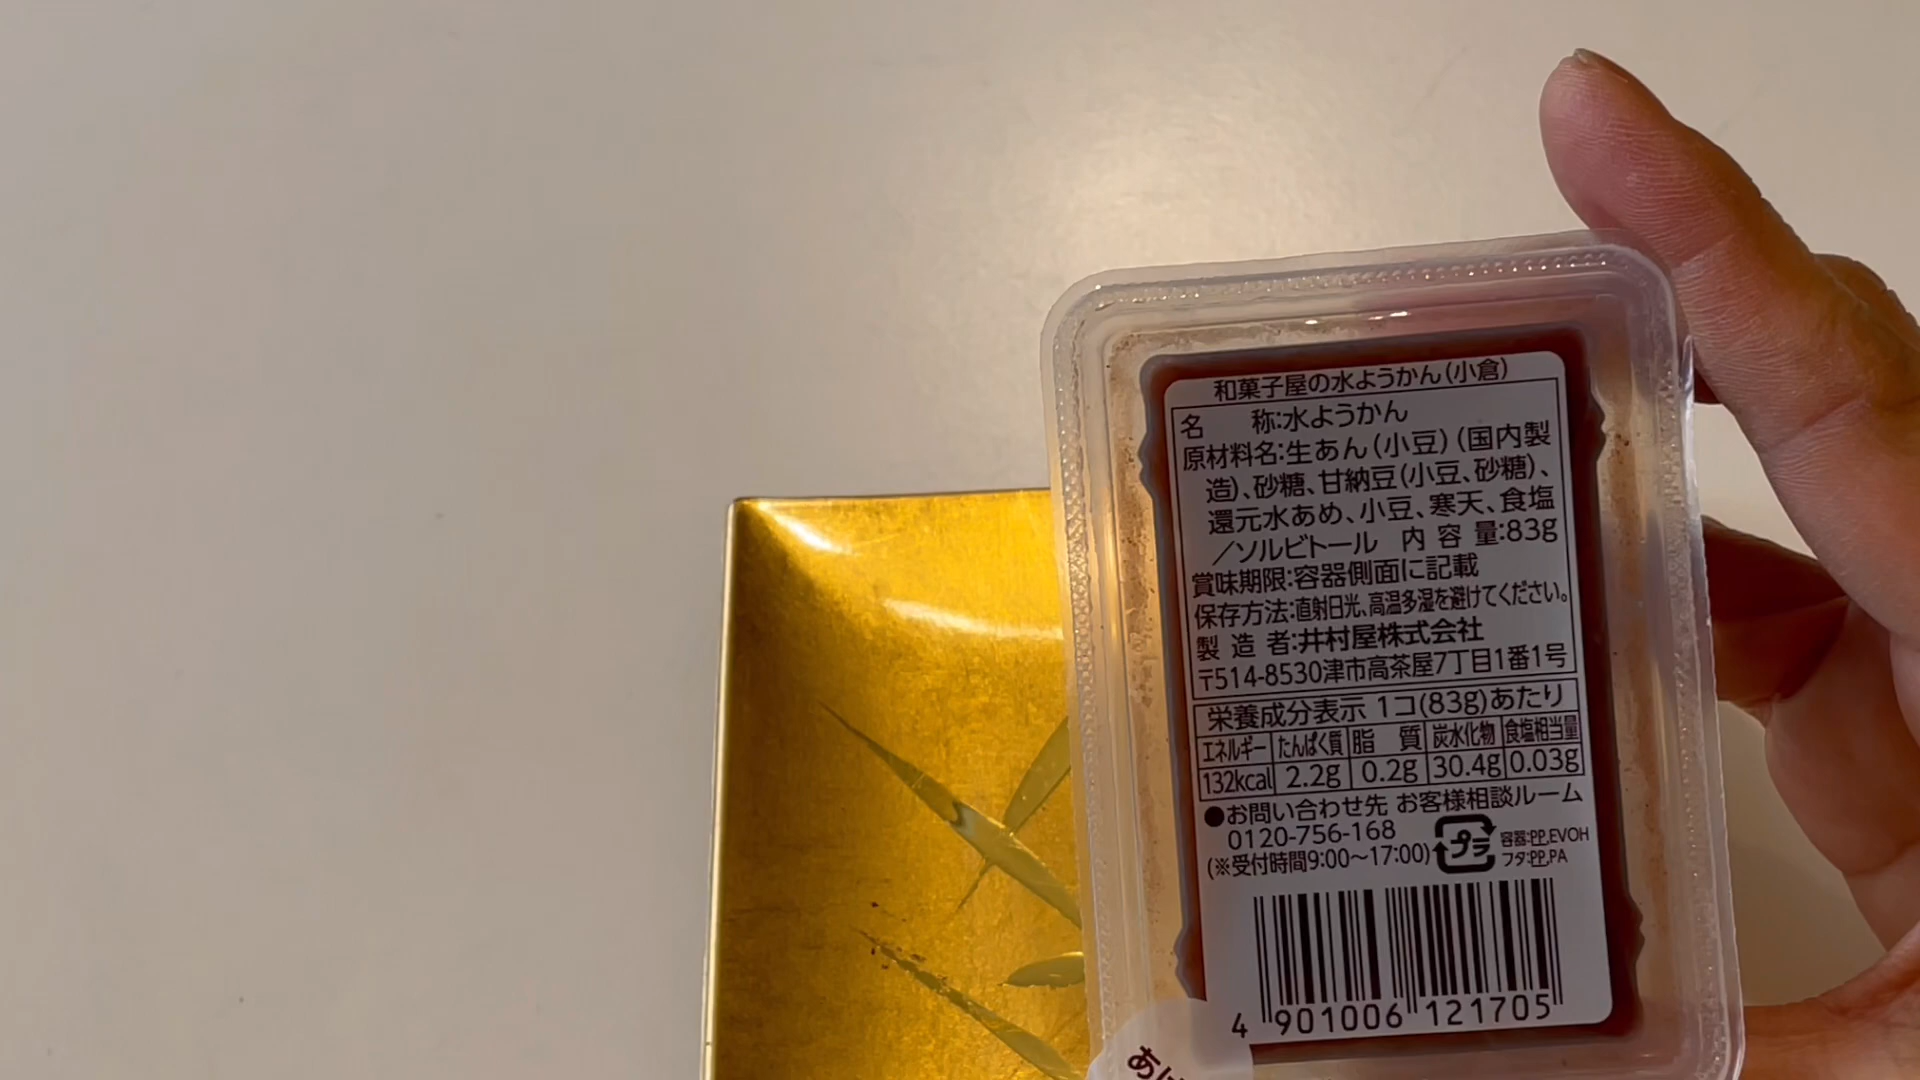 和菓子屋の水ようかん(小倉)
名 称:水ようかん
原材料名:生あん(小豆)(国内製
造)、砂糖、甘納豆(小豆、砂糖)、
還元水あめ、小豆、寒天、食塩
/ソルビトール 内容量:83g
賞味期限:容器側面に記載
保存方法:直射日光、高温多湿を避けてください。
製造者:井村屋株式会社
〒514-8530津市高茶屋7丁目1番1号
栄養成分表示 1コ(83g)あたり
エネルギー たんぱく質 脂質 炭水化物 食塩相当量
132kcal 2.2g 0.2g 30.4g 0.03g
●お問い合わせ先 お客様相談ルーム
0120-756-168
(※受付時間9:00〜17:00)
プラ
容器:PP,EVOH
フタ:PP,PA
4 901006 121705
あけ